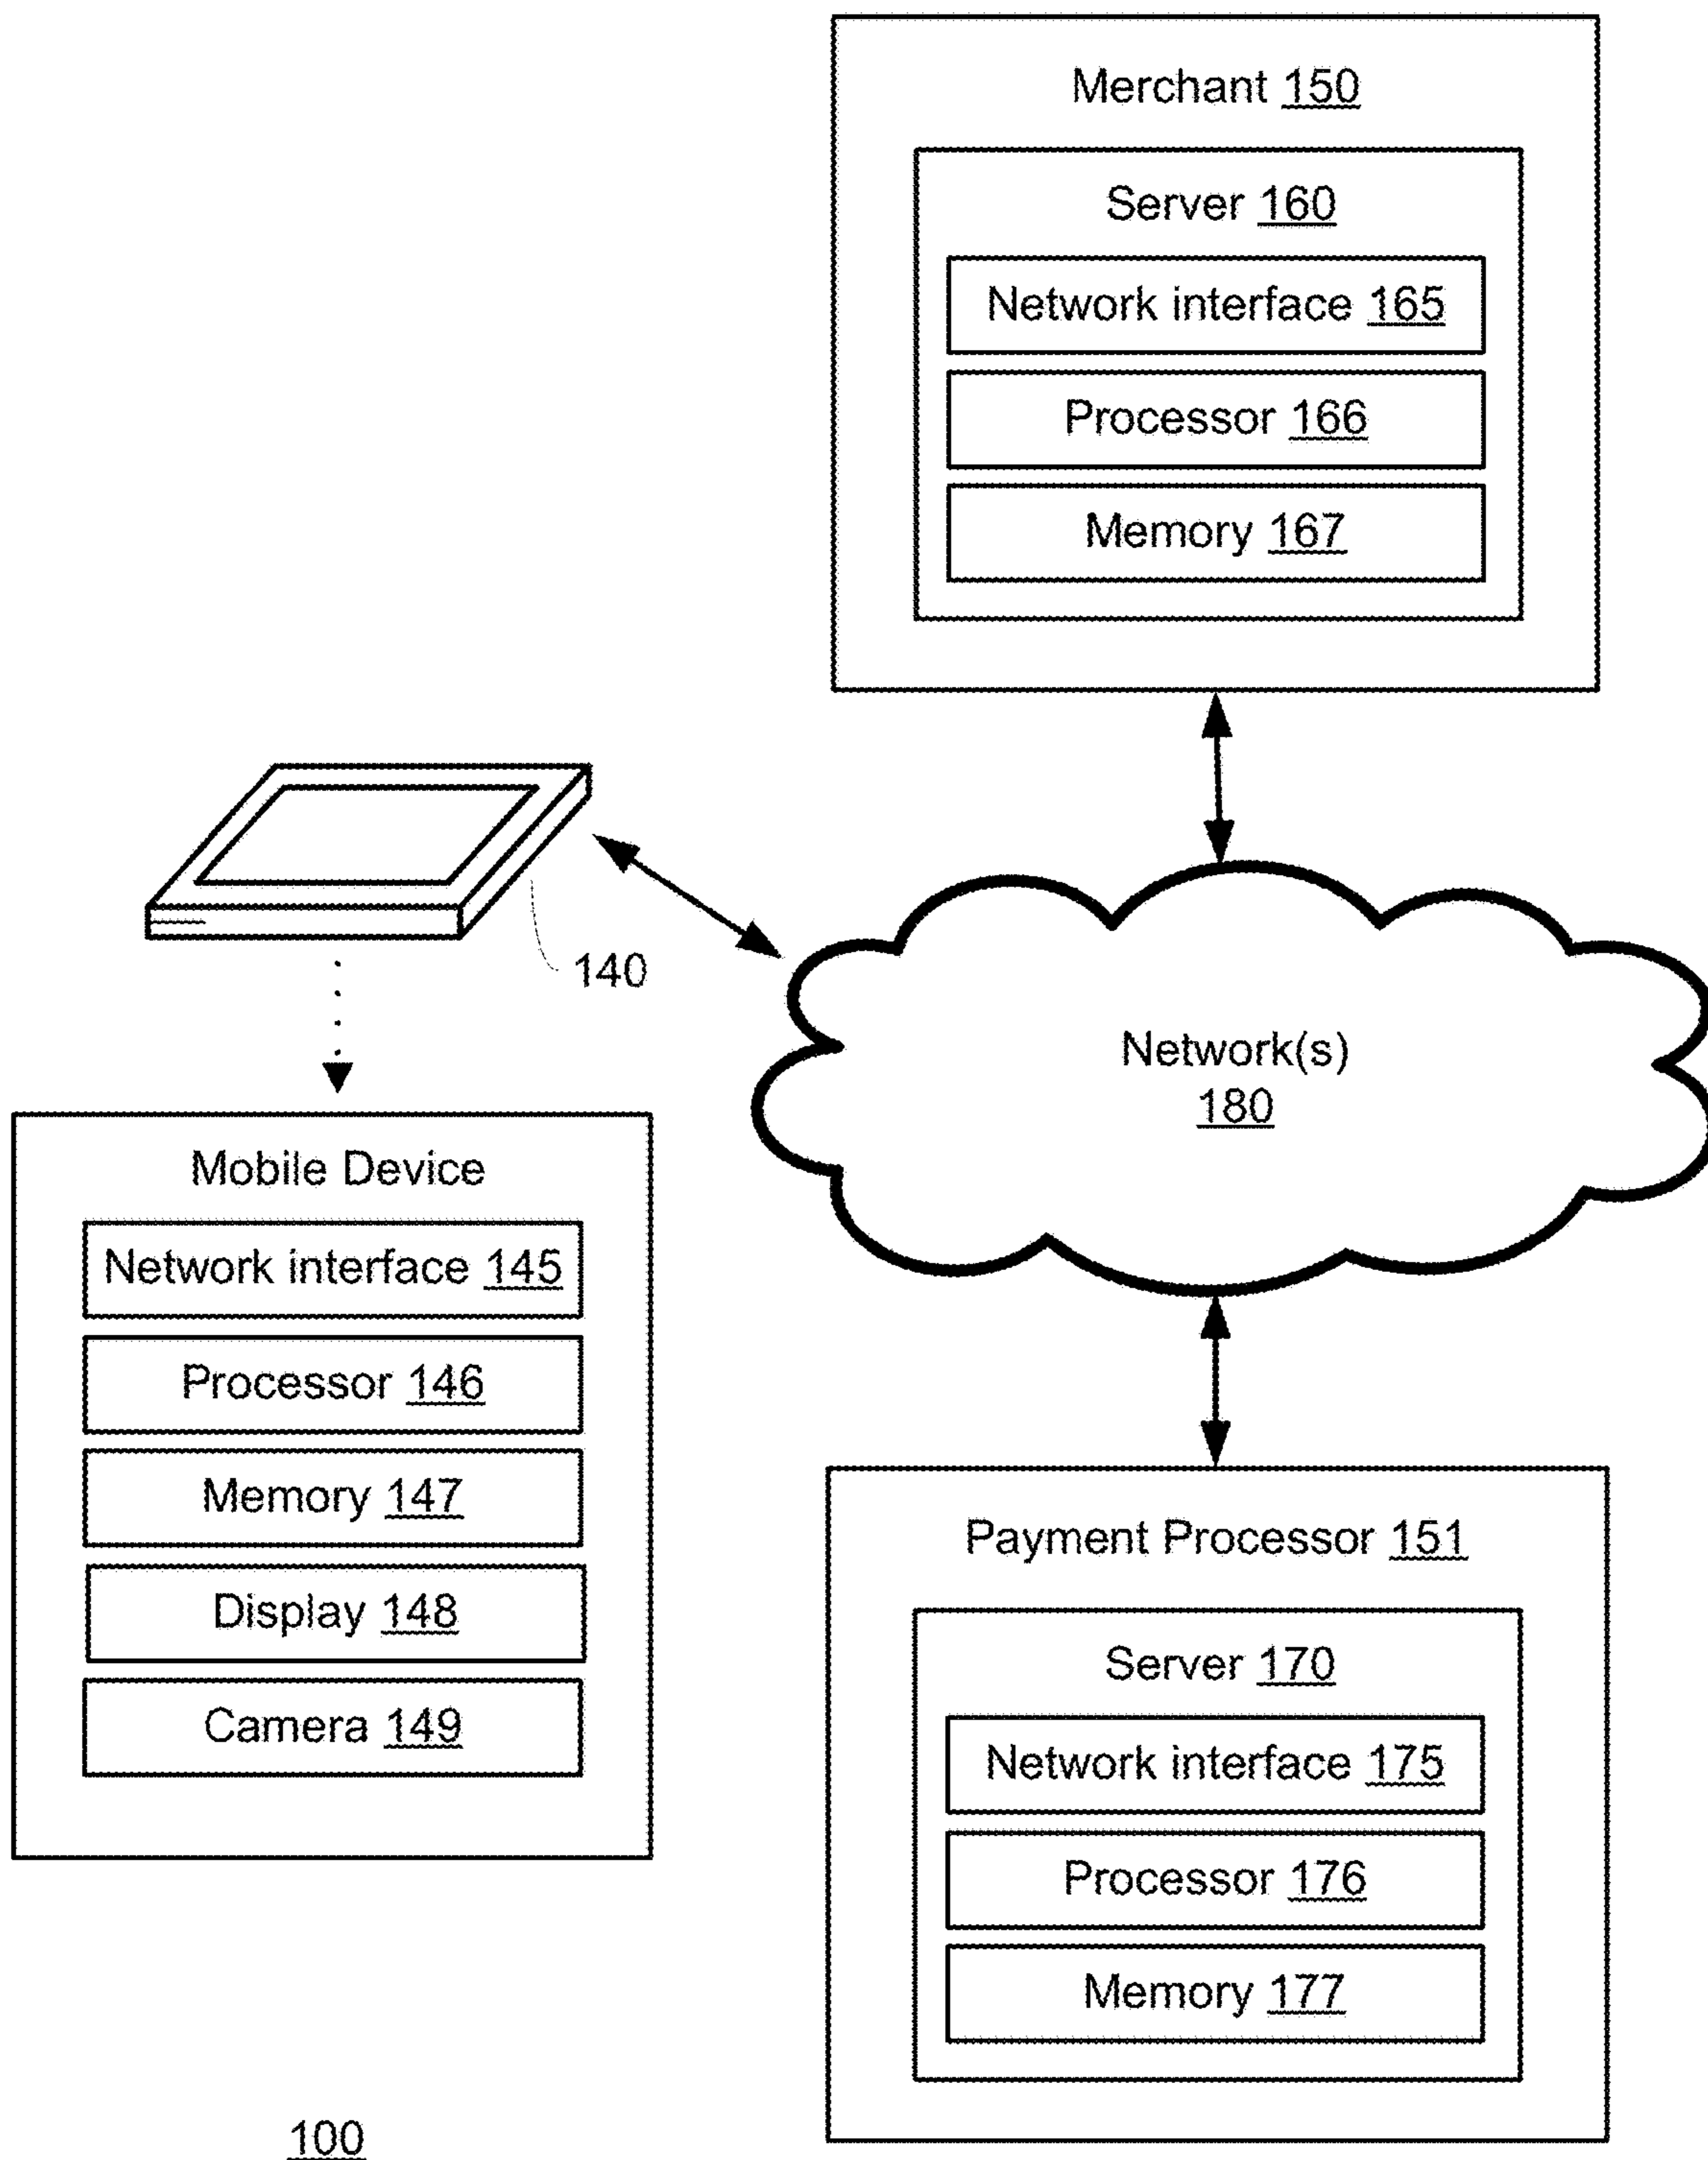 Merchant 150
Server 160
Network interface 165
Processor 166
Memory 167
140
Network(s)
180
Mobile Device
Network interface 145
Processor 146
Memory 147
Display 148
Camera 149
Payment Processor 151
Server 170
Network interface 175
Processor 176
Memory 177
100